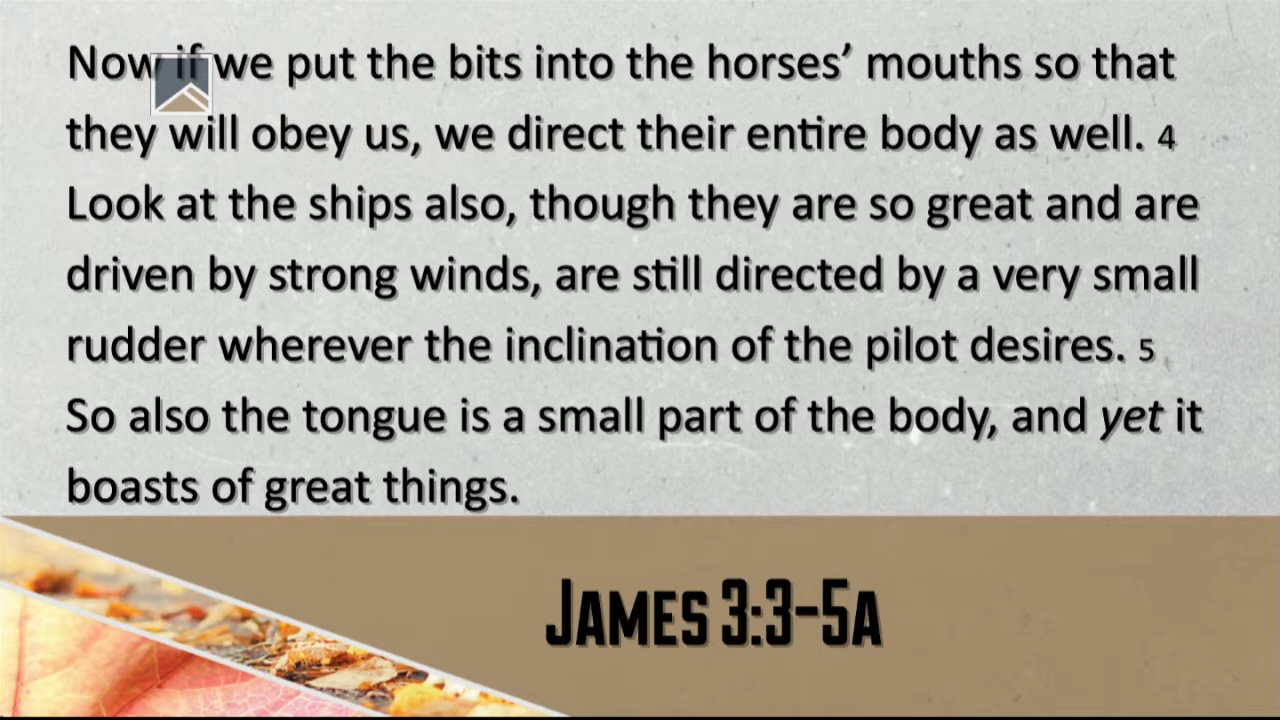 Now if we put the bits into the horses’ mouths so that
they will obey us, we direct their entire body as well. 4
Look at the ships also, though they are so great and are
driven by strong winds, are still directed by a very small
rudder wherever the inclination of the pilot desires. 5
So also the tongue is a small part of the body, and yet it
boasts of great things.
James 3:3-5a